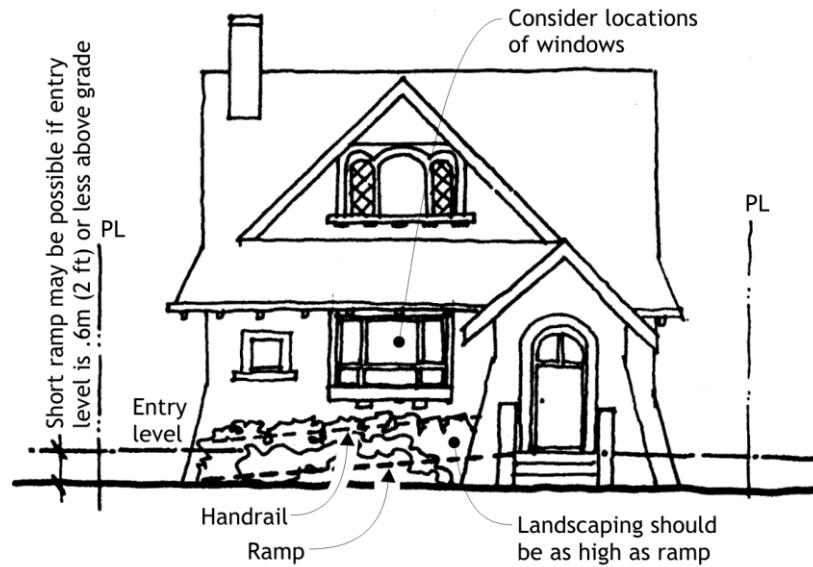 Consider locations
of windows
Short ramp may be possible if entry
level is .6m (2 ft) or less above grade
PL
PL
Entry
level
Handrail
Ramp
Landscaping should
be as high as ramp